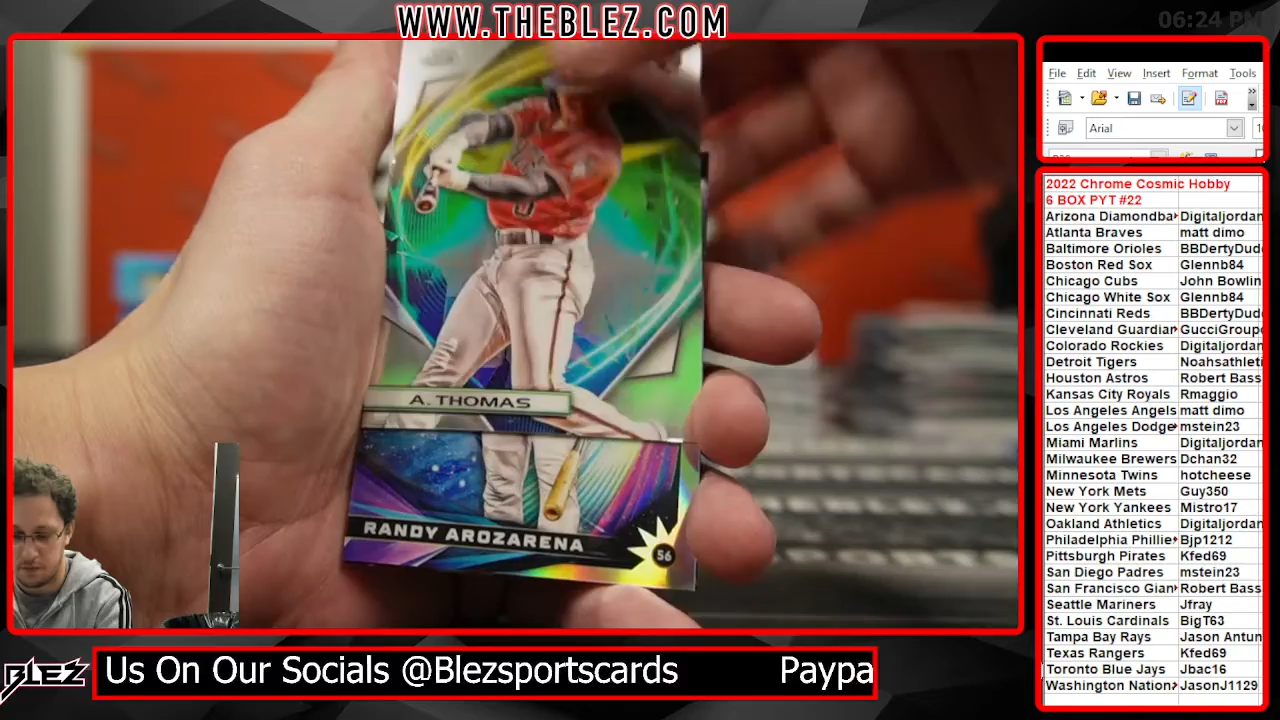 WWW.THEBLEZ.COM
06:24 PM
File Edit View Insert Format Tools
Arial
2022 Chrome Cosmic Hobby
6 BOX PYT #22
Arizona Diamondba Digitaljordan
Atlanta Braves matt dimo
Baltimore Orioles BBDertyDude
Boston Red Sox Glennb84
Chicago Cubs John Bowlin
Chicago White Sox Glennb84
Cincinnati Reds BBDertyDude
Cleveland Guardian GucciGroup
Colorado Rockies DJsteel5
Detroit Tigers Noahsathleti
Houston Astros Robert Bass
Kansas City Royals Rmaggio
Los Angeles Angels matt dimo
Los Angeles Dodge mstein23
Miami Marlins Digitaljordan
Milwaukee Brewers Dchan32
Minnesota Twins hotcheese
New York Mets Guy350
New York Yankees Mistro17
Oakland Athletics Digitaljordan
Philadelphia Phillie Bjp1212
Pittsburgh Pirates Kfed69
San Diego Padres mstein23
San Francisco Gian Robert Bass
Seattle Mariners Jfray
St. Louis Cardinals BigT63
Tampa Bay Rays Jason Antun
Texas Rangers Kfed69
Toronto Blue Jays Jbac16
Washington Nation JasonJ1129
A. THOMAS
RANDY AROZARENA
56
BLEZ
Us On Our Socials @Blezsportscards Paypa